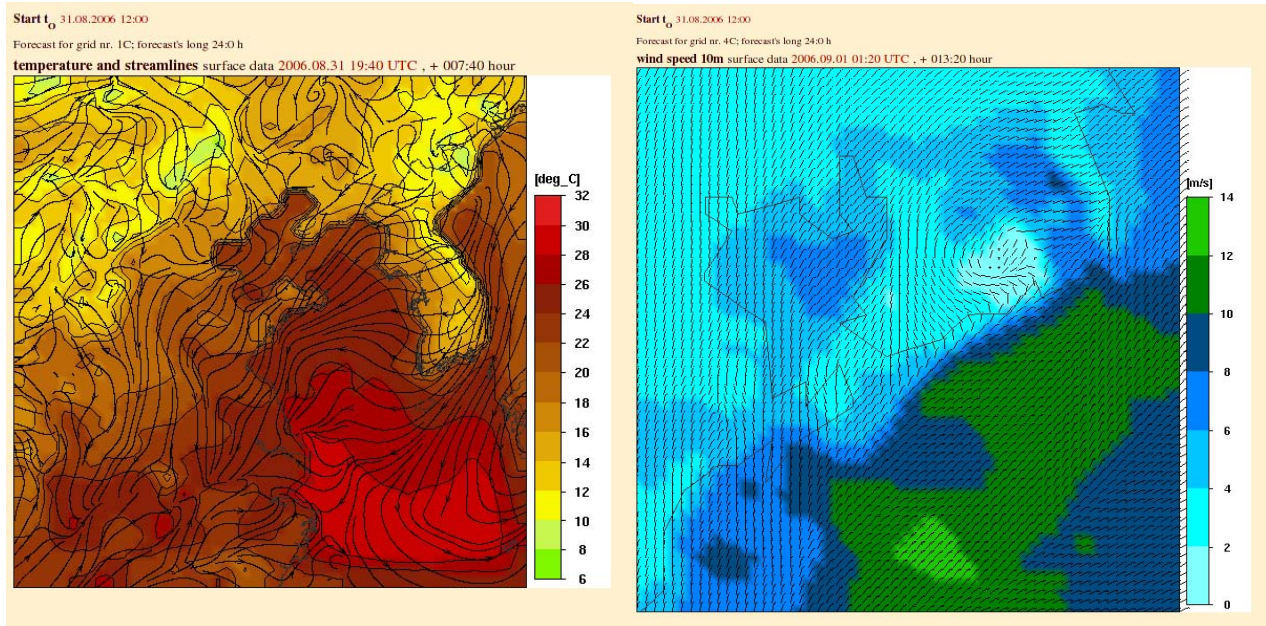 Start tO 31.08.2006 12:00
Forecast for grid nr. 1C; forecast's long 24:0 h
temperature and streamlines surface data 2006.08.31 19:40 UTC , + 007:40 hour
[deg_C]
32
30
28
26
24
22
20
18
16
14
12
10
8
6
Start tO 31.08.2006 12:00
Forecast for grid nr. 4C; forecast's long 24:0 h
wind speed 10m surface data 2006.09.01 01:20 UTC , + 013:20 hour
[m/s]
14
12
10
8
6
4
2
0